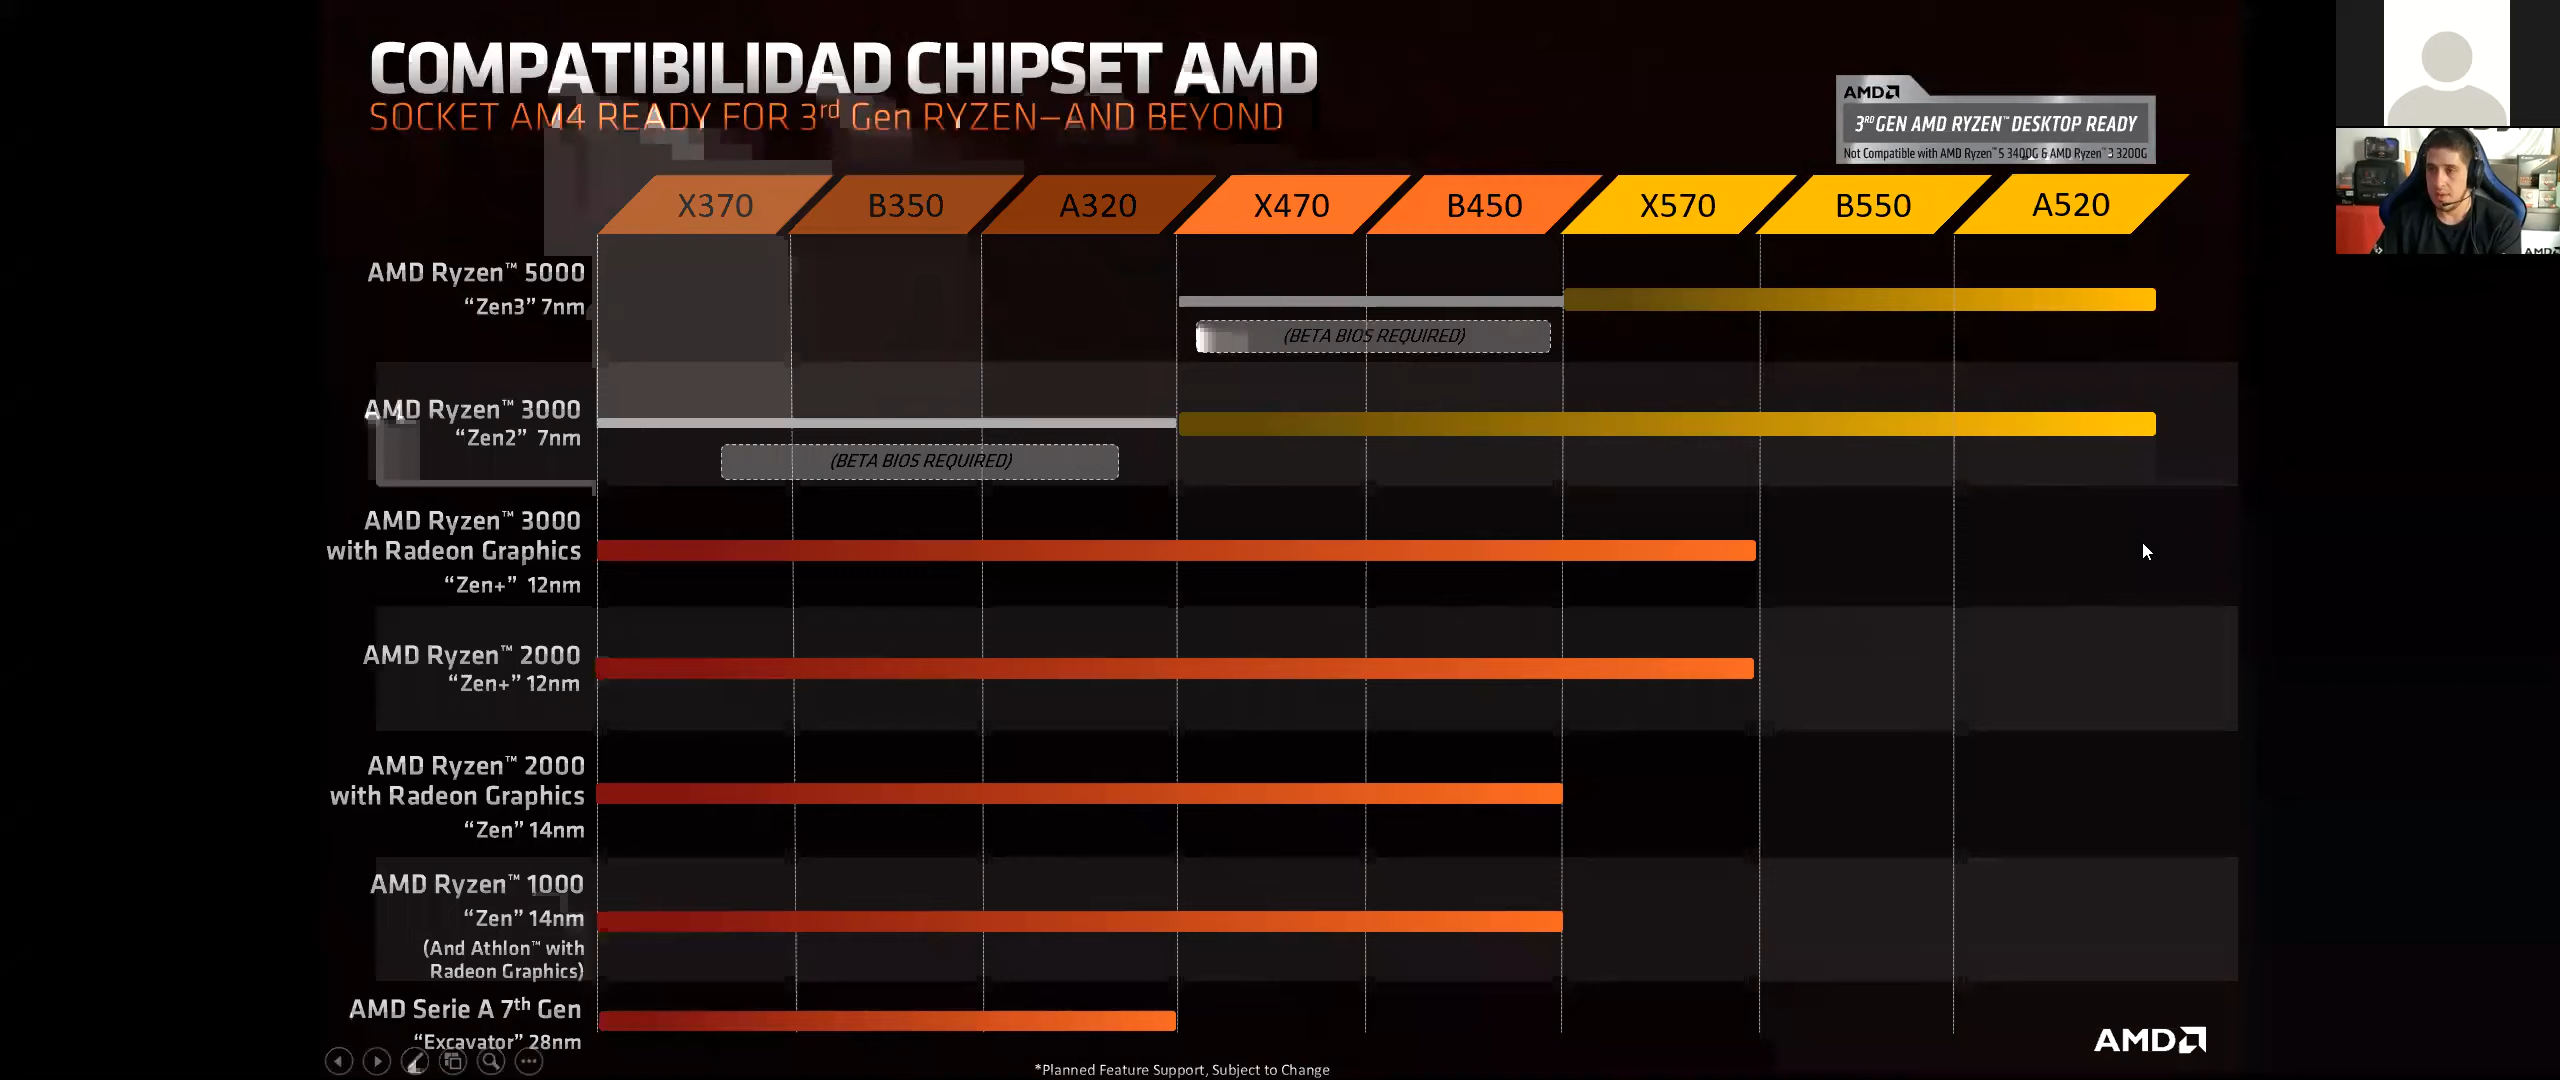 COMPATIBILIDAD CHIPSET AMD
SOCKET AM4 READY FOR 3rd Gen RYZEN–AND BEYOND
AMD
3RD GEN AMD RYZEN™ DESKTOP READY
Not Compatible with AMD Ryzen™ 5 3400G & AMD Ryzen™ 3 3200G
X370 B350 A320 X470 B450 X570 B550 A520
AMD Ryzen™ 5000
“Zen3” 7nm
(BETA BIOS REQUIRED)
AMD Ryzen™ 3000
“Zen2” 7nm
(BETA BIOS REQUIRED)
AMD Ryzen™ 3000
with Radeon Graphics
“Zen+” 12nm
AMD Ryzen™ 2000
“Zen+” 12nm
AMD Ryzen™ 2000
with Radeon Graphics
“Zen” 14nm
AMD Ryzen™ 1000
“Zen” 14nm
(And Athlon™ with
Radeon Graphics)
AMD Serie A 7th Gen
“Excavator” 28nm
AMD
*Planned Feature Support, Subject to Change
AMD